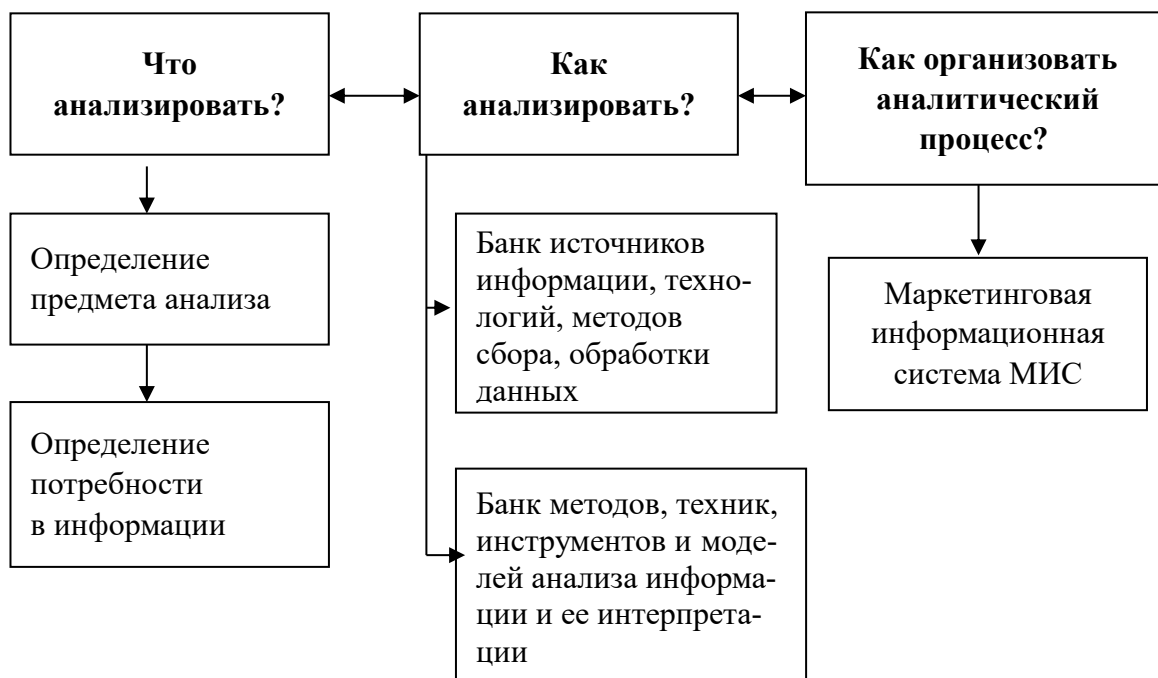 Что
анализировать?
Как
анализировать?
Как организовать
аналитический
процесс?
Определение
предмета анализа
Определение
потребности
в информации
Банк источников
информации, техно-
логий, методов
сбора, обработки
данных
Банк методов, техник,
инструментов и моде-
лей анализа информа-
ции и ее интерпрета-
ции
Маркетинговая
информационная
система МИС